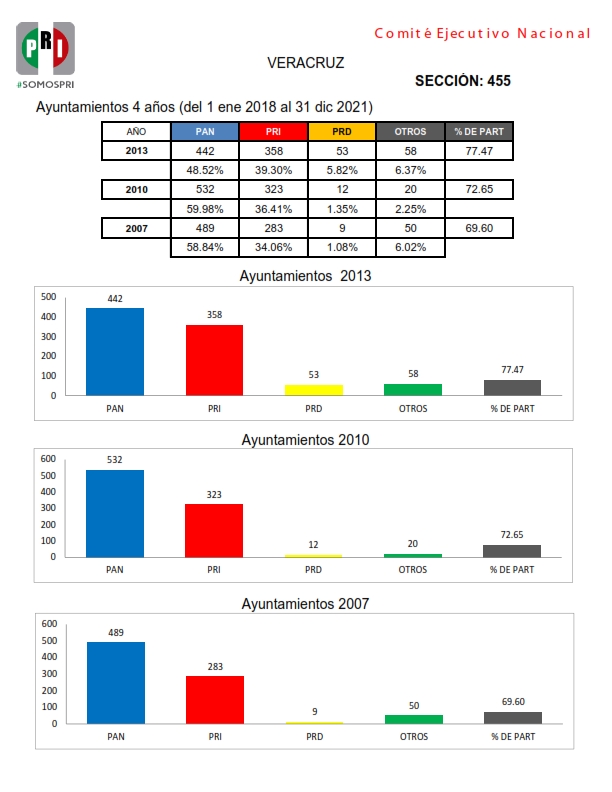 Comité Ejecutivo Nacional
PRI
#SOMOSPRI
VERACRUZ
SECCIÓN: 455
Ayuntamientos 4 años (del 1 ene 2018 al 31 dic 2021)
AÑO PAN PRI PRD OTROS % DE PART
2013 442 358 53 58 77.47
48.52% 39.30% 5.82% 6.37%
2010 532 323 12 20 72.65
59.98% 36.41% 1.35% 2.25%
2007 489 283 9 50 69.60
58.84% 34.06% 1.08% 6.02%
Ayuntamientos 2013
500
400
300
200
100
0
442 358 53 58 77.47
PAN PRI PRD OTROS % DE PART
Ayuntamientos 2010
600
500
400
300
200
100
0
532 323 12 20 72.65
PAN PRI PRD OTROS % DE PART
Ayuntamientos 2007
600
500
400
300
200
100
0
489 283 9 50 69.60
PAN PRI PRD OTROS % DE PART